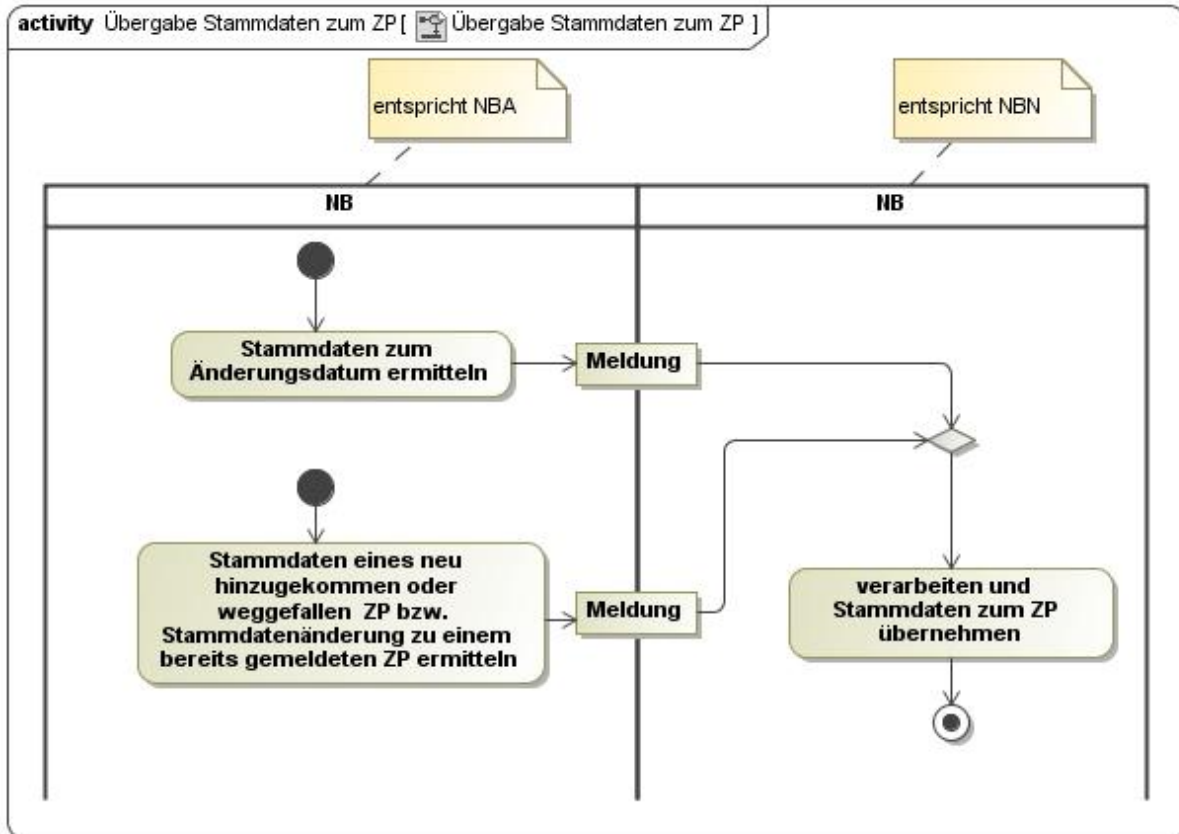 activity Übergabe Stammdaten zum ZP [ Übergabe Stammdaten zum ZP ]
entspricht NBA
entspricht NBN
NB
NB
Stammdaten zum
Änderungsdatum ermitteln
Meldung
Stammdaten eines neu
hinzugekommen oder
weggefallen ZP bzw.
Stammdatenänderung zu einem
bereits gemeldeten ZP ermitteln
Meldung
verarbeiten und
Stammdaten zum ZP
übernehmen